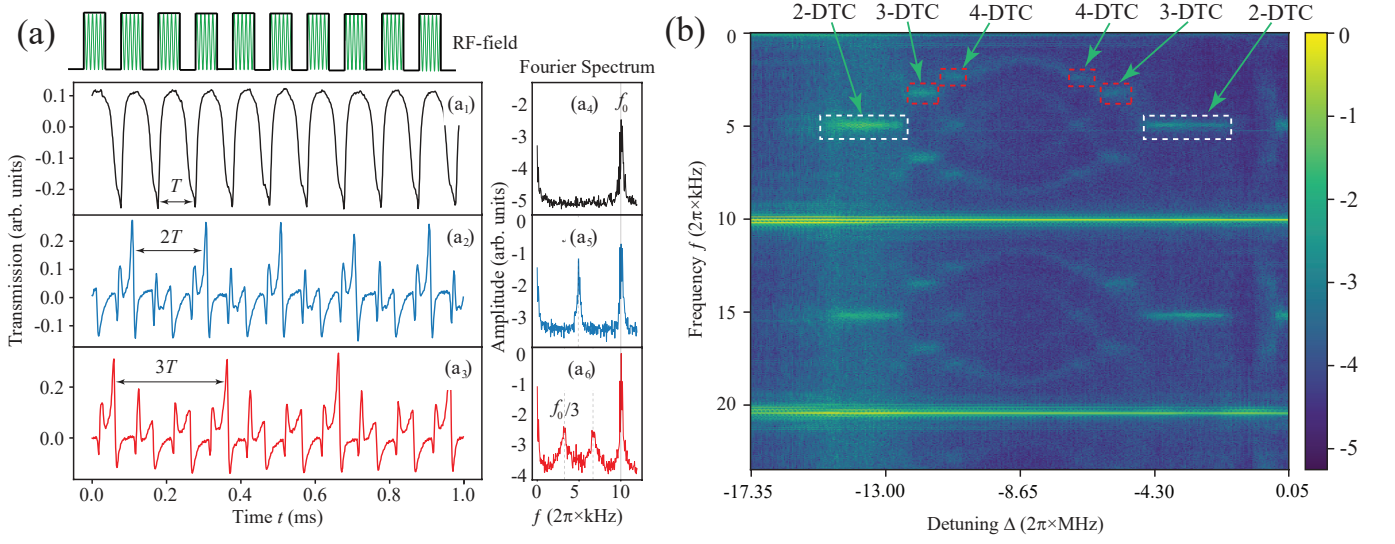 (a)
RF-field
Fourier Spectrum
Transmission (arb. units)
0.1
0.0
-0.1
-0.2
(a1)
T
0.2
0.1
0.0
-0.1
(a2)
2T
0.2
0.0
(a3)
3T
0.0
0.2
0.4
0.6
0.8
1.0
Time t (ms)
Amplitude (arb. units)
-2
-3
-4
-5
(a4)
f0
0
-1
-2
-3
(a5)
0
-1
-2
-3
-4
(a6)
f0/3
0
5
10
f (2π×kHz)
(b)
2-DTC
3-DTC
4-DTC
4-DTC
3-DTC
2-DTC
Frequency f (2π×kHz)
0
5
10
15
20
-17.35
-13.00
-8.65
-4.30
0.05
Detuning Δ (2π×MHz)
0
-1
-2
-3
-4
-5